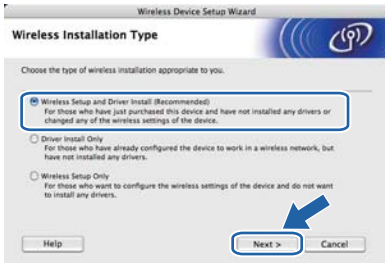 Wireless Device Setup Wizard
Wireless Installation Type
Choose the type of wireless installation appropriate to you.
Wireless Setup and Driver Install (Recommended)
For those who have just purchased this device and have not installed any drivers or
changed any of the wireless settings of the device.
Driver Install Only
For those who have already configured the device to work in a wireless network, but
have not installed any drivers.
Wireless Setup Only
For those who want to configure the wireless settings of the device and do not want
to install any drivers.
Help
Next >
Cancel